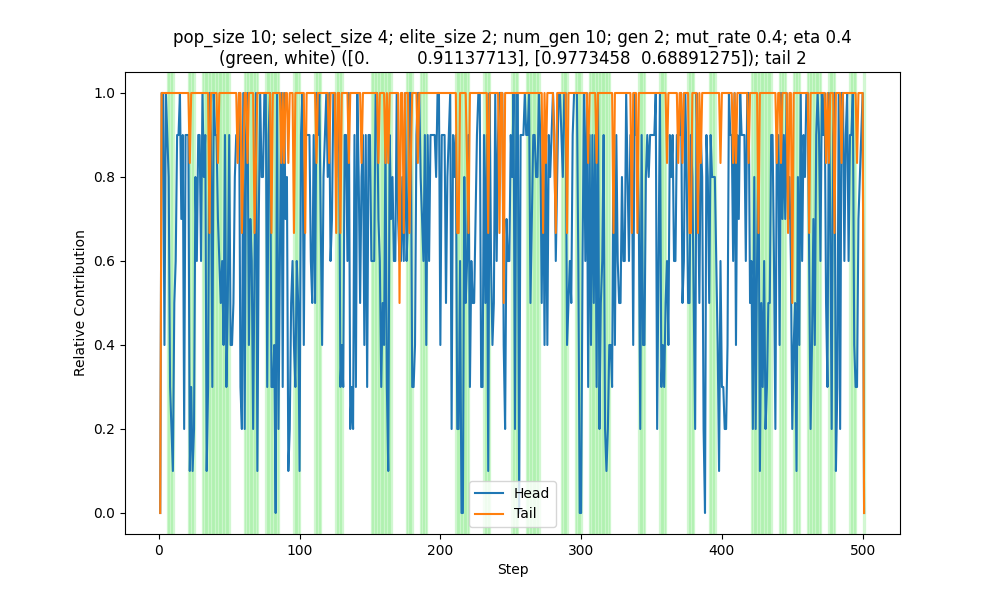 pop_size 10; select_size 4; elite_size 2; num_gen 10; gen 2; mut_rate 0.4; eta 0.4
(green, white) ([0.          0.91137713], [0.9773458  0.68891275]); tail 2
1.0
0.8
0.6
0.4
0.2
0.0
Relative Contribution
Head
Tail
0
100
200
300
400
500
Step